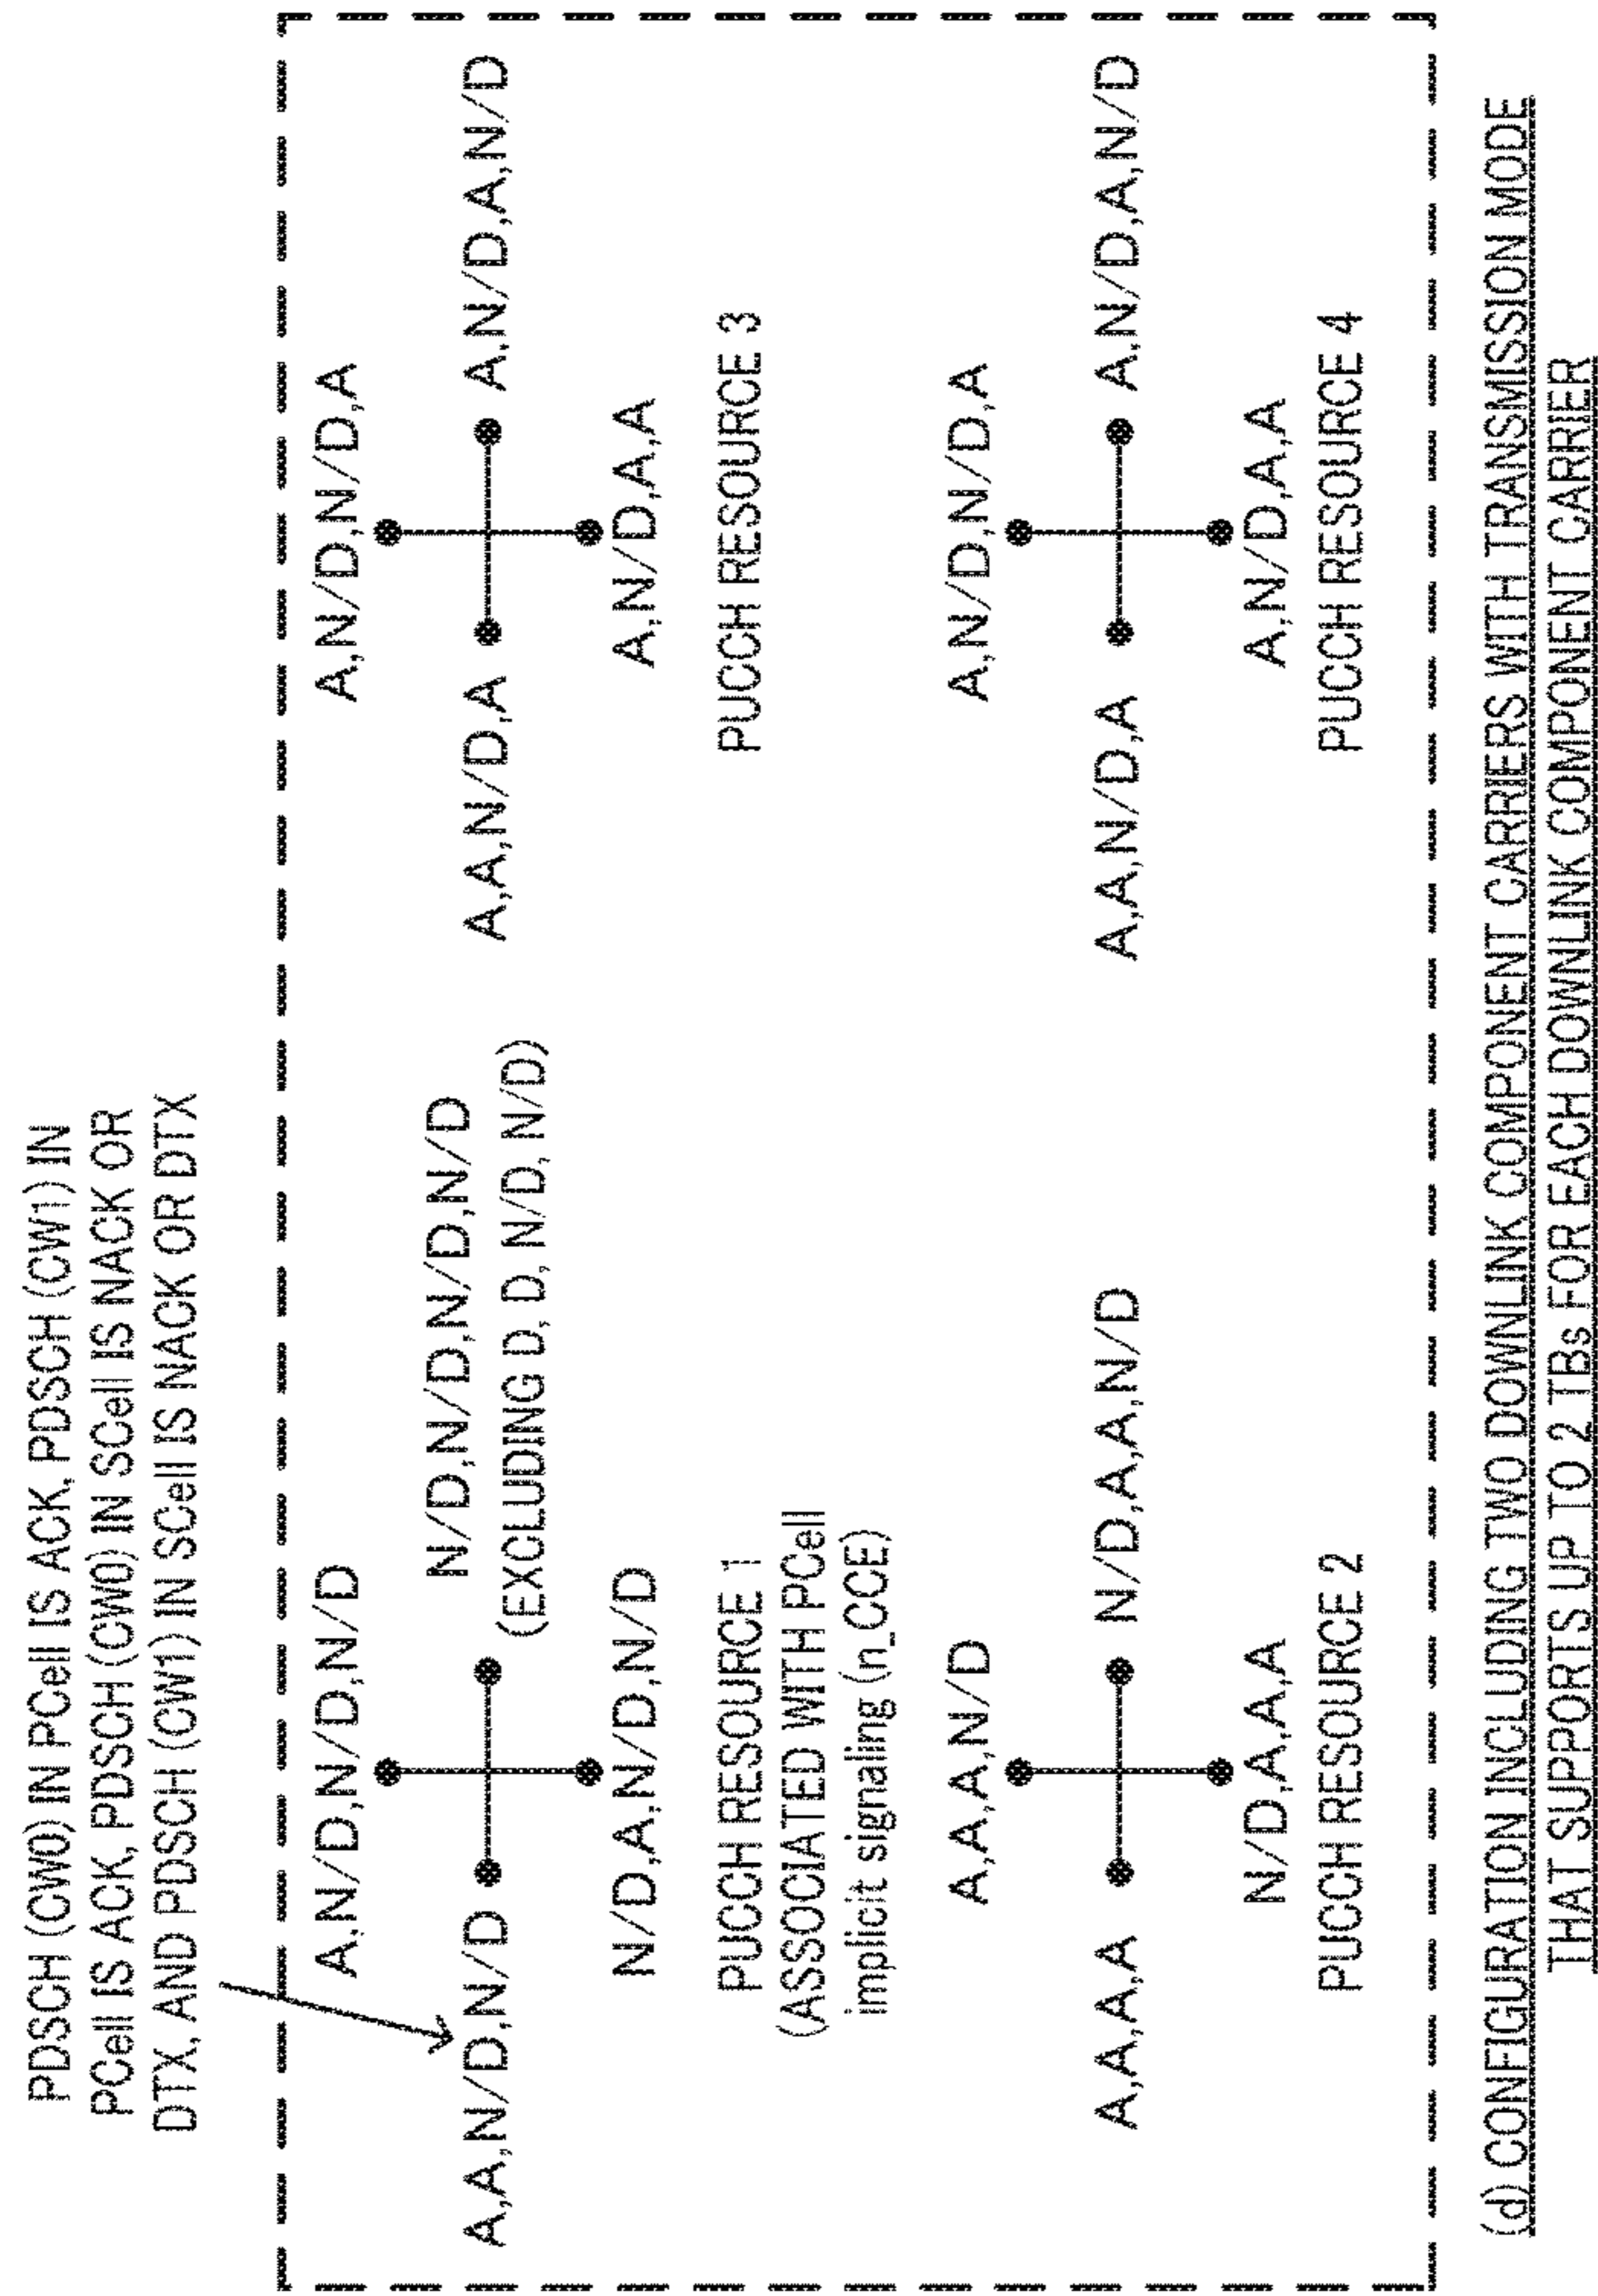 PDSCH (CW0) IN PCell IS ACK, PDSCH (CW1) IN
PCell IS ACK, PDSCH (CW0) IN SCell IS NACK OR
DTX, AND PDSCH (CW1) IN SCell IS NACK OR DTX
A,N/D,N/D,N/D
A,A,N/D,N/D
N/D,N/D,N/D,N/D
(EXCLUDING D, D, N/D, N/D)
N/D,A,N/D,N/D
PUCCH RESOURCE 1
(ASSOCIATED WITH PCell
implicit signaling (n_CCE)
A,N/D,N/D,A
A,A,N/D,A
A,N/D,A,N/D
A,N/D,A,A
PUCCH RESOURCE 3
A,A,A,N/D
A,A,A,A
N/D,A,A,N/D
N/D,A,A,A
PUCCH RESOURCE 2
A,N/D,N/D,A
A,A,N/D,A
A,N/D,A,N/D
A,N/D,A,A
PUCCH RESOURCE 4
(d) CONFIGURATION INCLUDING TWO DOWNLINK COMPONENT CARRIERS WITH TRANSMISSION MODE
THAT SUPPORTS UP TO 2 TBs FOR EACH DOWNLINK COMPONENT CARRIER